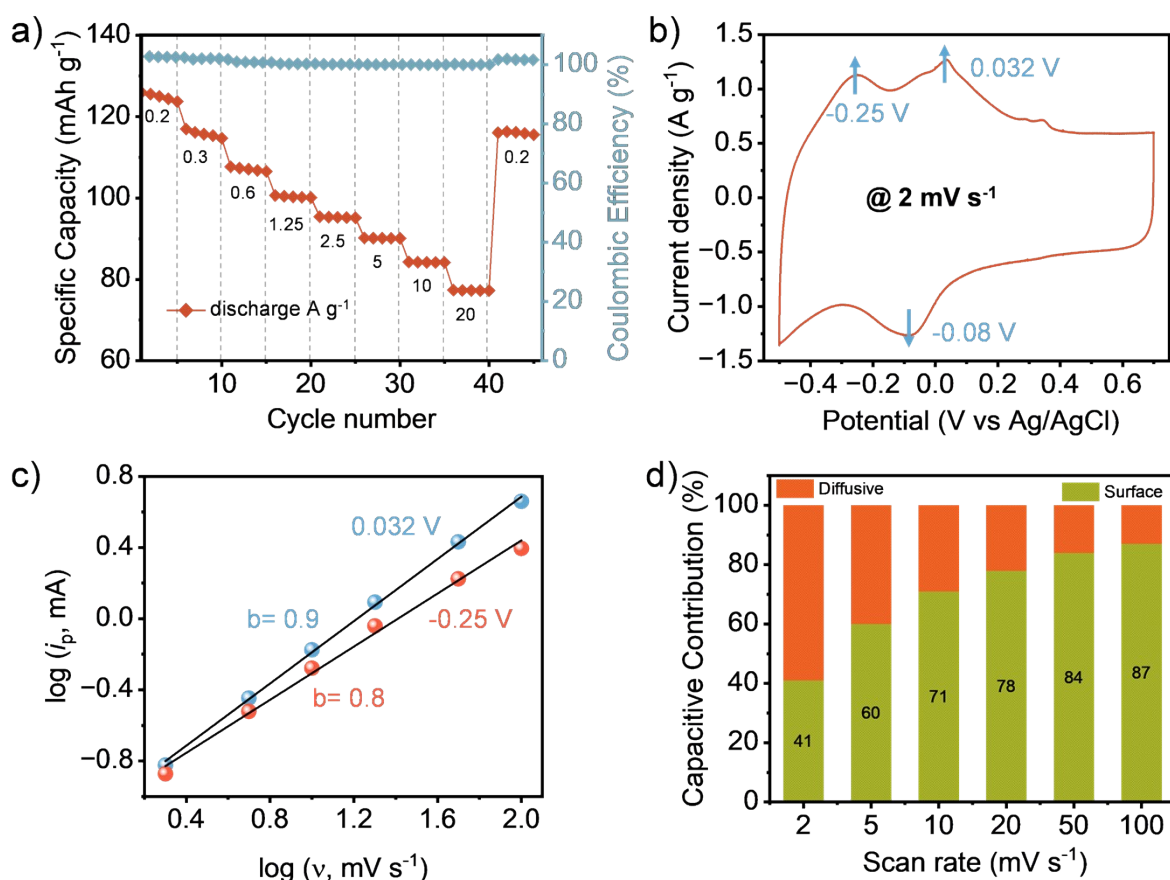 a)
140
120
100
80
60
Specific Capacity (mAh g⁻¹)
0.2
0.3
0.6
1.25
2.5
5
10
20
0.2
discharge A g⁻¹
0
10
20
30
40
Cycle number
100
80
60
40
20
0
Coulombic Efficiency (%)
b)
1.5
1.0
0.5
0.0
−0.5
−1.0
−1.5
Current density (A g⁻¹)
-0.25 V
0.032 V
@ 2 mV s⁻¹
-0.08 V
−0.4
−0.2
0.0
0.2
0.4
0.6
Potential (V vs Ag/AgCl)
c)
0.8
0.4
0.0
−0.4
−0.8
log (iₚ, mA)
0.032 V
b= 0.9
-0.25 V
b= 0.8
0.4
0.8
1.2
1.6
2.0
log (ν, mV s⁻¹)
d)
Diffusive
Surface
100
80
60
40
20
0
Capacitive Contribution (%)
41
60
71
78
84
87
2
5
10
20
50
100
Scan rate (mV s⁻¹)